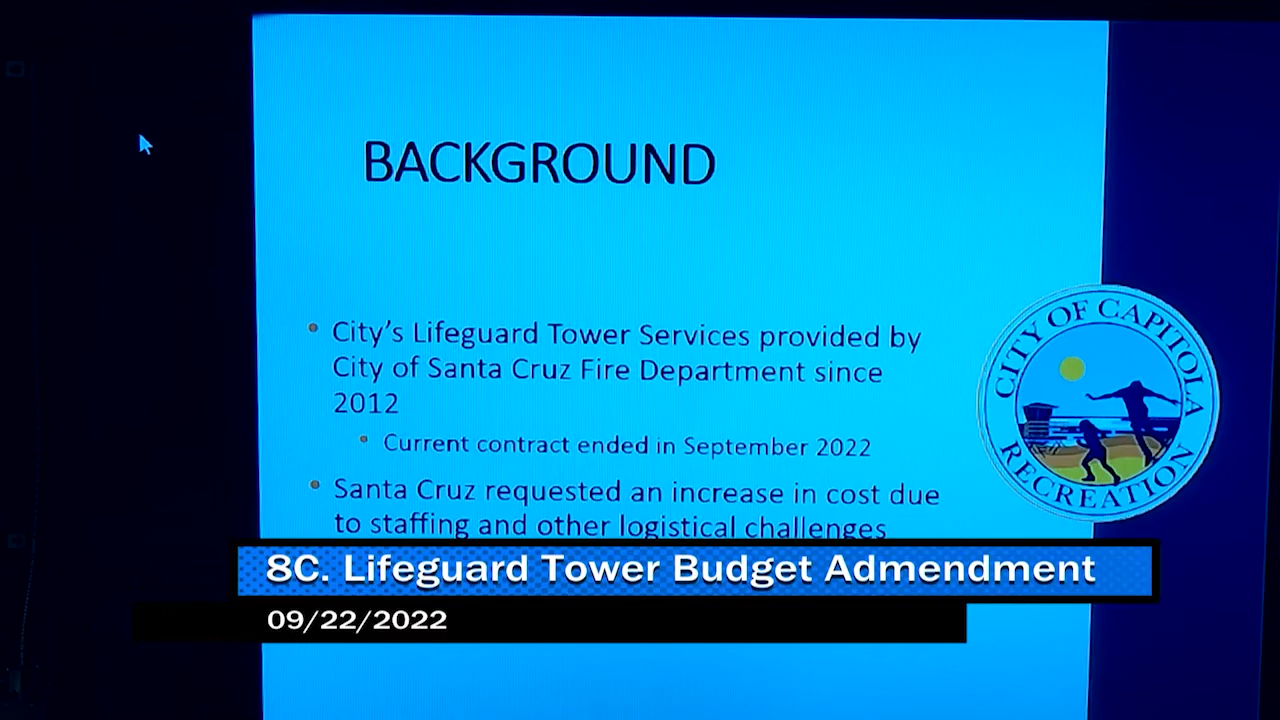 BACKGROUND
City's Lifeguard Tower Services provided by
City of Santa Cruz Fire Department since
2012
Current contract ended in September 2022
Santa Cruz requested an increase in cost due
to staffing and other logistical challenges
CITY OF CAPITOLA
RECREATION
8C. Lifeguard Tower Budget Admendment
09/22/2022